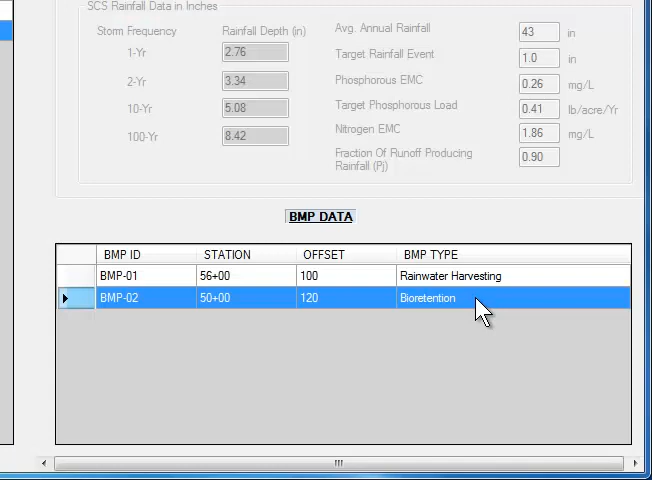 SCS Rainfall Data in Inches
Storm Frequency Rainfall Depth (in)
1-Yr 2.76
2-Yr 3.34
10-Yr 5.08
100-Yr 8.42
Avg. Annual Rainfall 43 in
Target Rainfall Event 1.0 in
Phosphorous EMC 0.26 mg/L
Target Phosphorous Load 0.41 lb/acre/Yr
Nitrogen EMC 1.86 mg/L
Fraction Of Runoff Producing 0.90
Rainfall (Pj)
BMP DATA
BMP ID STATION OFFSET BMP TYPE
BMP-01 56+00 100 Rainwater Harvesting
BMP-02 50+00 120 Bioretention